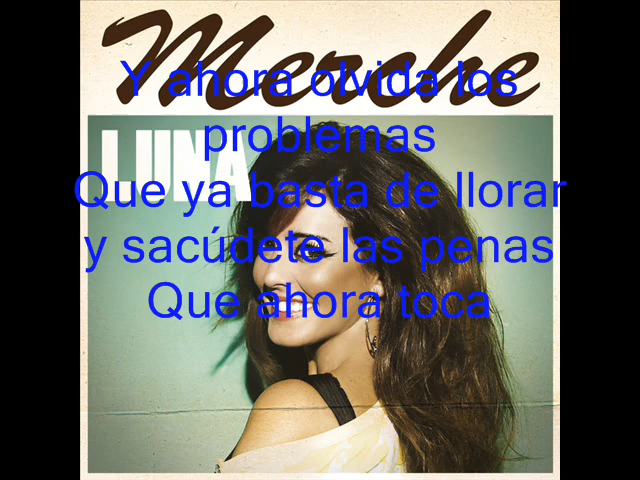 Merche
LUNA
Y ahora olvida los
problemas
Que ya basta de llorar
y sacúdete las penas
Que ahora toca